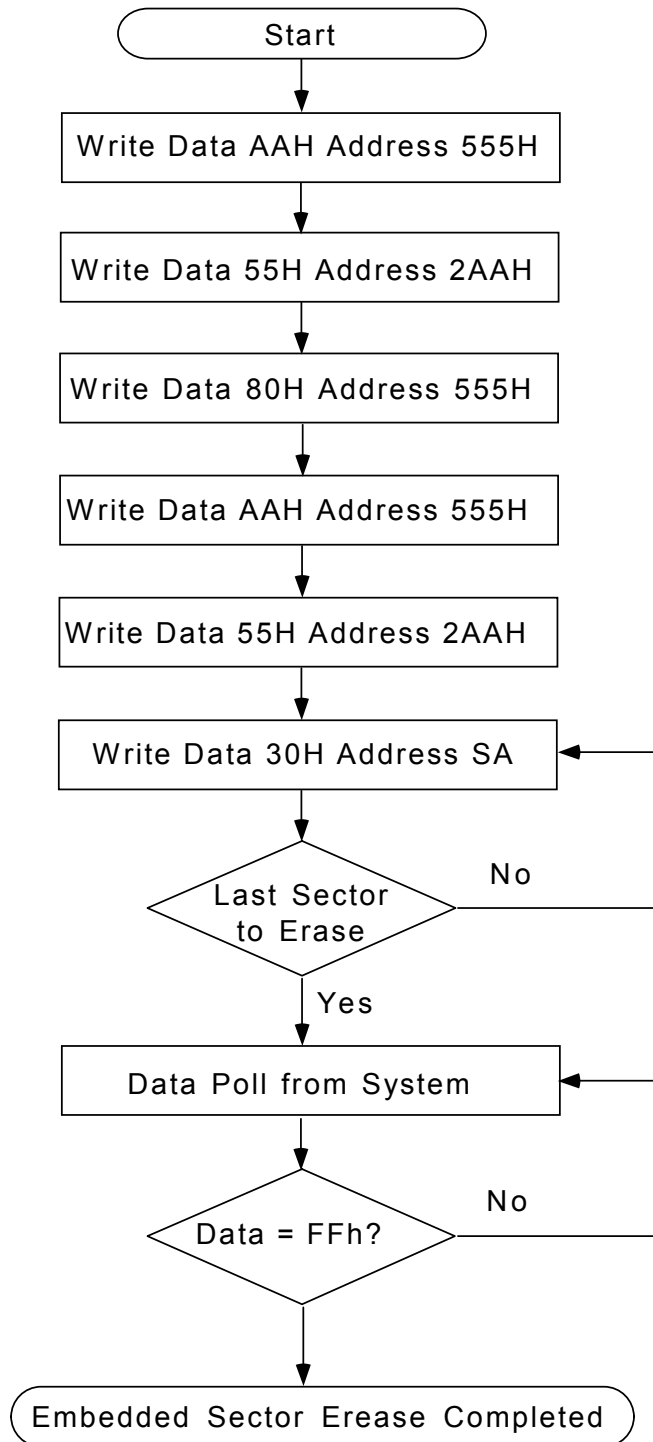 Start
Write Data AAH Address 555H
Write Data 55H Address 2AAH
Write Data 80H Address 555H
Write Data AAH Address 555H
Write Data 55H Address 2AAH
Write Data 30H Address SA
Last Sector
to Erase
No
Yes
Data Poll from System
Data = FFh?
No
Embedded Sector Erease Completed